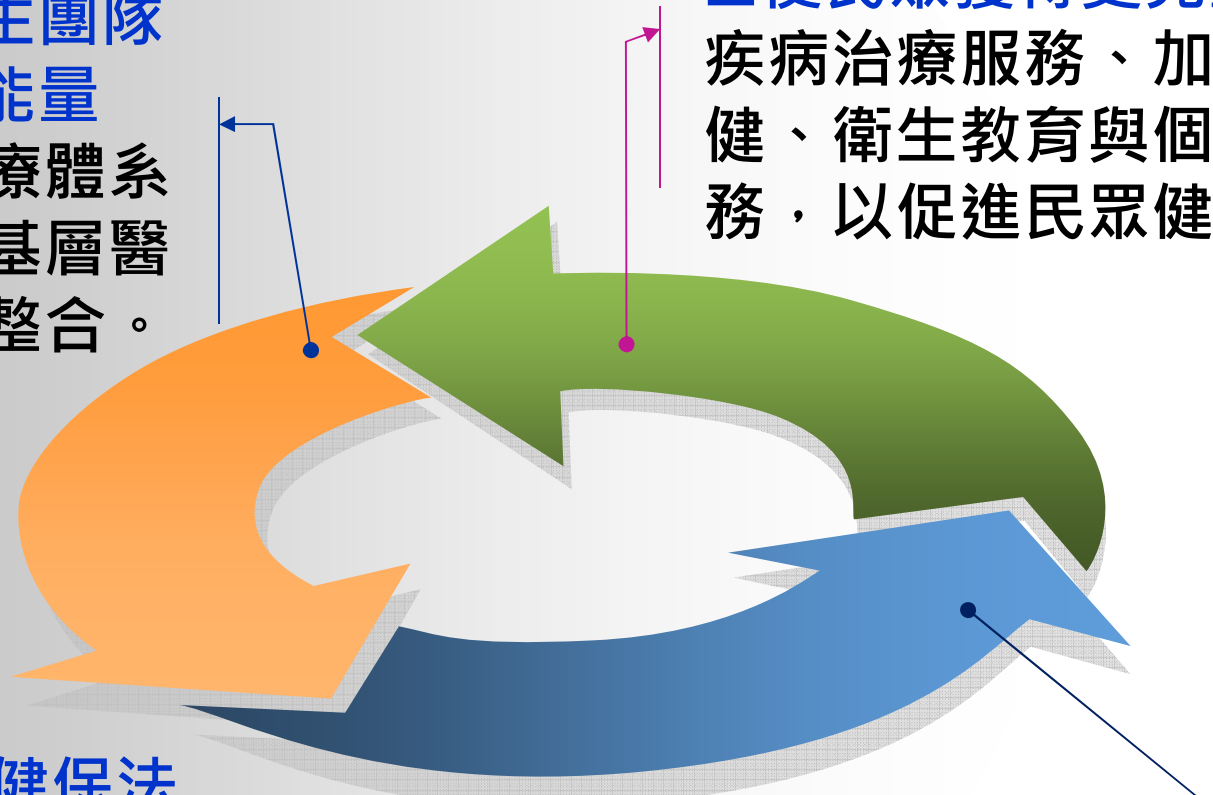 生團隊
能量
療體系
基層醫
整合。
疾病治療服務、加
健、衛生教育與個
務，以促進民眾健
健保法